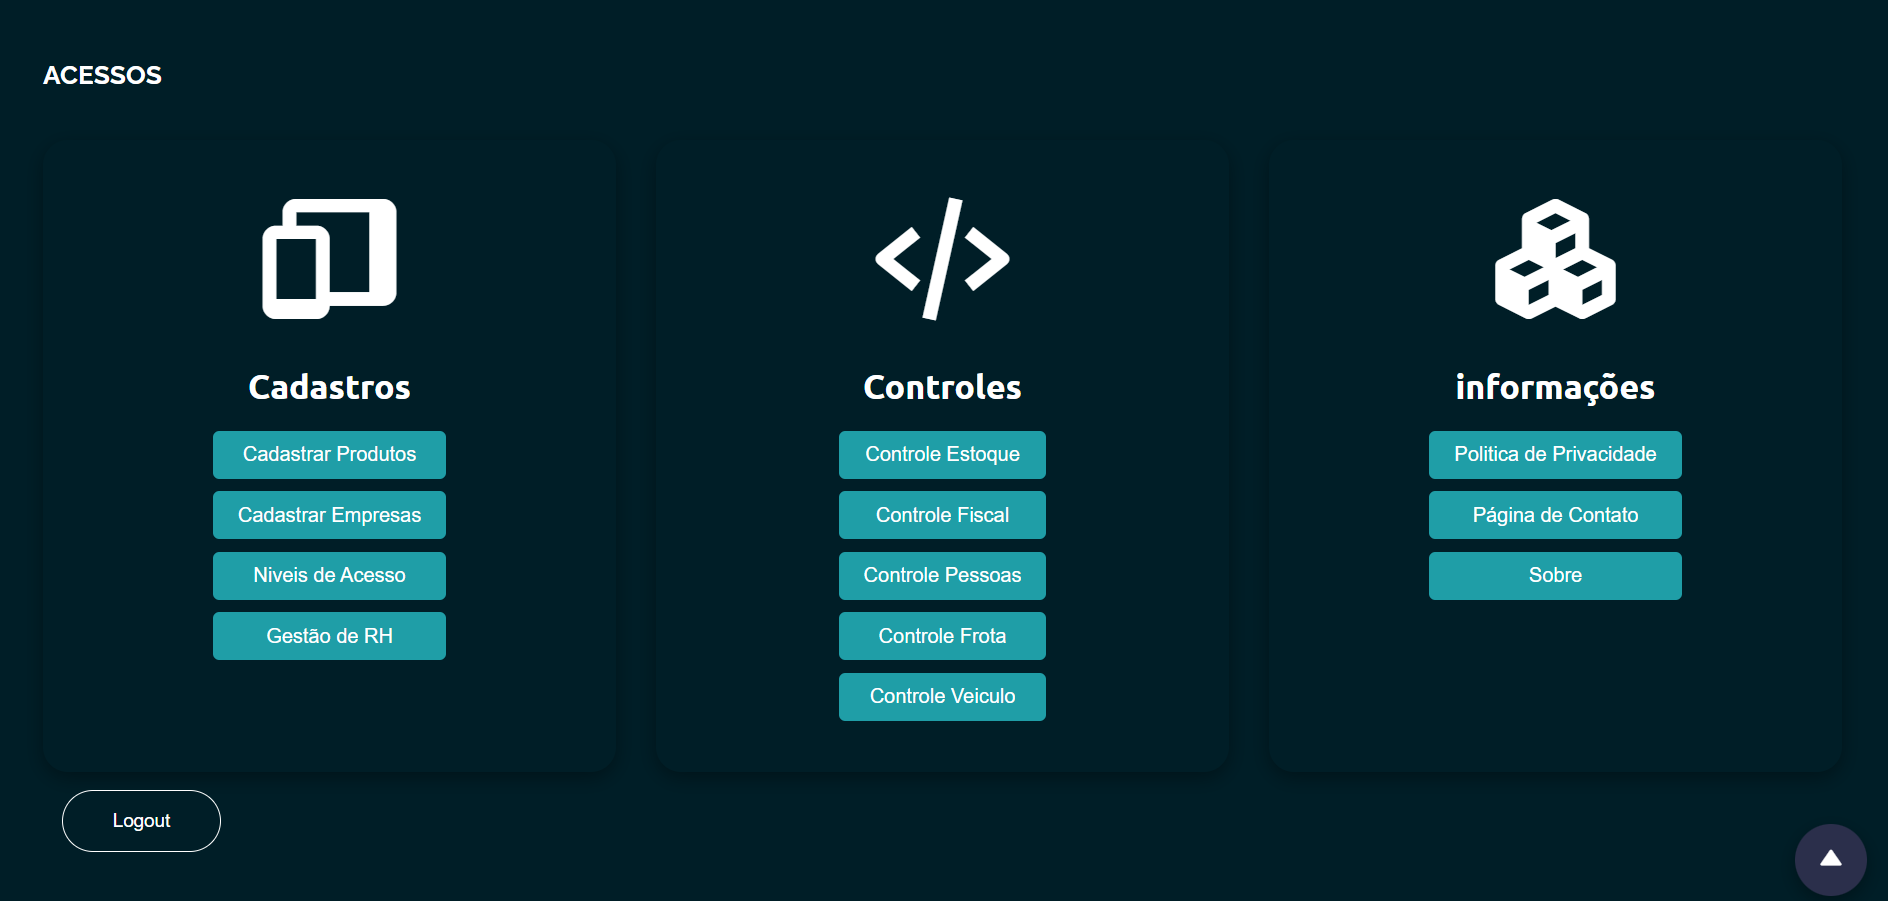 ACESSOS
Cadastros
Cadastrar Produtos
Cadastrar Empresas
Niveis de Acesso
Gestão de RH
Controles
Controle Estoque
Controle Fiscal
Controle Pessoas
Controle Frota
Controle Veiculo
informações
Politica de Privacidade
Página de Contato
Sobre
Logout